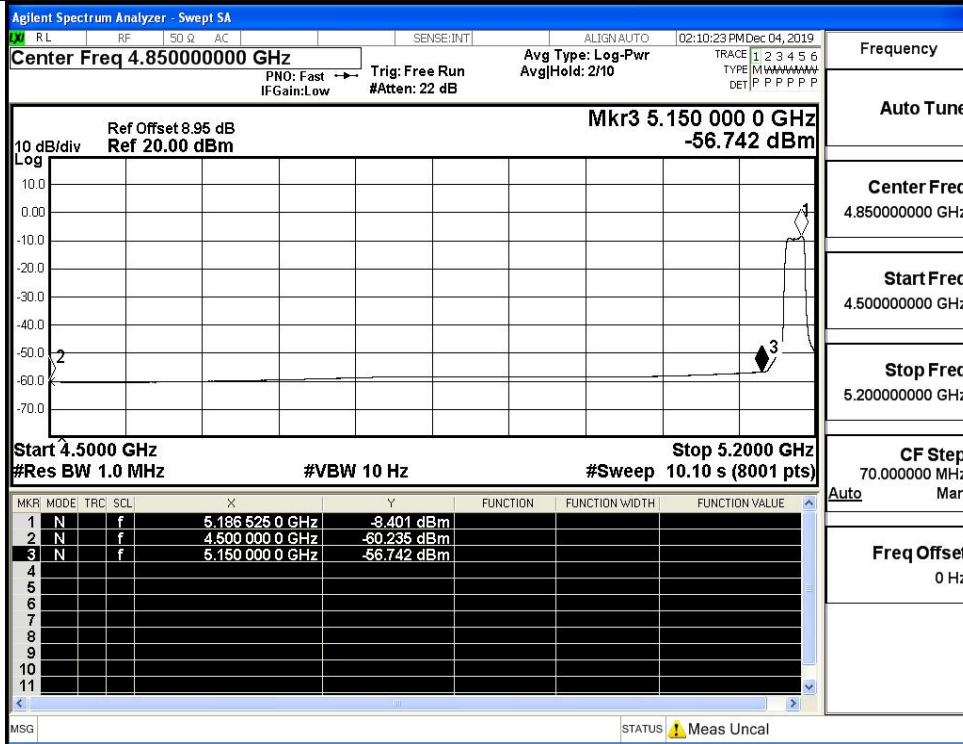 Agilent Spectrum Analyzer - Swept SA
LXI RL RF 50 Ω AC SENSE:INT ALIGN AUTO 02:10:23 PM Dec 04, 2019
Center Freq 4.850000000 GHz
PNO: Fast
IFGain:Low
Trig: Free Run
#Atten: 22 dB
Avg Type: Log-Pwr
Avg|Hold: 2/10
TRACE 1 2 3 4 5 6
TYPE M WWWWW
DET P P P P P P
Ref Offset 8.95 dB
10 dB/div Ref 20.00 dBm
Log
Mkr3 5.150 000 0 GHz
-56.742 dBm
10.0
0.00
-10.0
-20.0
-30.0
-40.0
-50.0
-60.0
-70.0
1
2
3
Start 4.5000 GHz Stop 5.2000 GHz
#Res BW 1.0 MHz #VBW 10 Hz #Sweep 10.10 s (8001 pts)
MKR MODE TRC SCL X Y FUNCTION FUNCTION WIDTH FUNCTION VALUE
1 N f 5.186 525 0 GHz -8.401 dBm
2 N f 4.500 000 0 GHz -60.235 dBm
3 N f 5.150 000 0 GHz -56.742 dBm
4
5
6
7
8
9
10
11
MSG STATUS Meas Uncal
Frequency
Auto Tune
Center Freq
4.850000000 GHz
Start Freq
4.500000000 GHz
Stop Freq
5.200000000 GHz
CF Step
70.000000 MHz
Auto Man
Freq Offset
0 Hz